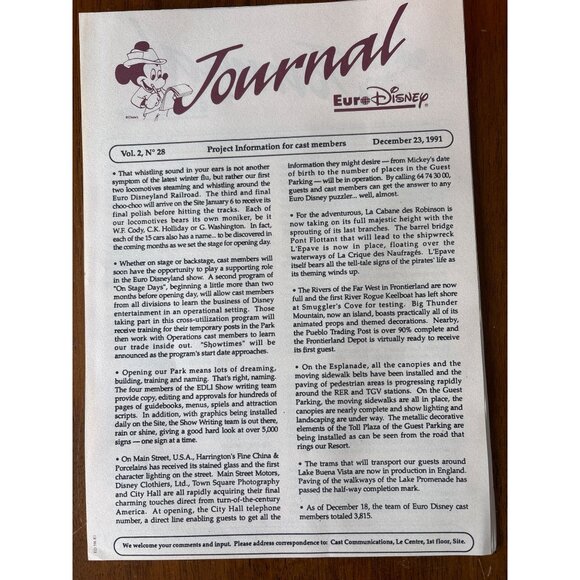 Journal
Euro Disney
©Disney
Vol. 2, N° 28
Project Information for cast members
December 23, 1991
• That whistling sound in your ears is not another
symptom of the latest winter flu, but rather our first
two locomotives steaming and whistling around the
Euro Disneyland Railroad. The third and final
choo-choo will arrive on the Site January 6 to receive its
final polish before hitting the tracks. Each of
our locomotives bears its own moniker, be it
W.F. Cody, C.K. Holliday or G. Washington. In fact,
each of the 15 cars also has a name... to be discovered in
the coming months as we set the stage for opening day.
• Whether on stage or backstage, cast members will
soon have the opportunity to play a supporting role
in the Euro Disneyland show. A second program of
"On Stage Days", beginning a little more than two
months before opening day, will allow cast members
from all divisions to learn the business of Disney
entertainment in an operational setting. Those
taking part in this cross-utilization program will
receive training for their temporary posts in the Park
then work with Operations cast members to learn
our trade inside out. "Showtimes" will be
announced as the program's start date approaches.
• Opening our Park means lots of dreaming,
building, training and naming. That's right, naming.
The four members of the EDLI Show writing team
provide copy, editing and approvals for hundreds of
pages of guidebooks, menus, spiels and attraction
scripts. In addition, with graphics being installed
daily on the Site, the Show Writing team is out there,
rain or shine, giving a good hard look at over 5,000
signs — one sign at a time.
• On Main Street, U.S.A., Harrington's Fine China &
Porcelains has received its stained glass and the first
character lighting on the street. Main Street Motors,
Disney Clothiers, Ltd., Town Square Photography
and City Hall are all rapidly acquiring their final
charming touches direct from turn-of-the-century
America. At opening, the City Hall telephone
number, a direct line enabling guests to get all the
information they might desire — from Mickey's date
of birth to the number of places in the Guest
Parking — will be in operation. By calling 64 74 30 00,
guests and cast members can get the answer to any
Euro Disney puzzler... well, almost.
• For the adventurous, La Cabane des Robinson is
now taking on its full majestic height with the
sprouting of its last branches. The barrel bridge
Pont Flottant that will lead to the shipwreck
L'Epave is now in place, floating over the
waterways of La Crique des Naufragés. L'Epave
itself bears all the tell-tale signs of the pirates' life as
its theming winds up.
• The Rivers of the Far West in Frontierland are now
full and the first River Rogue Keelboat has left shore
at Smuggler's Cove for testing. Big Thunder
Mountain, now an island, boasts practically all of its
animated props and themed decorations. Nearby,
the Pueblo Trading Post is over 90% complete and
the Frontierland Depot is virtually ready to receive
its first guest.
• On the Esplanade, all the canopies and the
moving sidewalk belts have been installed and the
paving of pedestrian areas is progressing rapidly
around the RER and TGV stations. On the Guest
Parking, the moving sidewalks are all in place, the
canopies are nearly complete and show lighting and
landscaping are under way. The metallic decorative
elements of the Toll Plaza of the Guest Parking are
being installed as can be seen from the road that
rings our Resort.
• The trams that will transport our guests around
Lake Buena Vista are now in production in England.
Paving of the walkways of the Lake Promenade has
passed the half-way completion mark.
• As of December 18, the team of Euro Disney cast
members totaled 3,815.
We welcome your comments and input. Please address correspondence to: Cast Communications, Le Centre, 1st floor, Site.